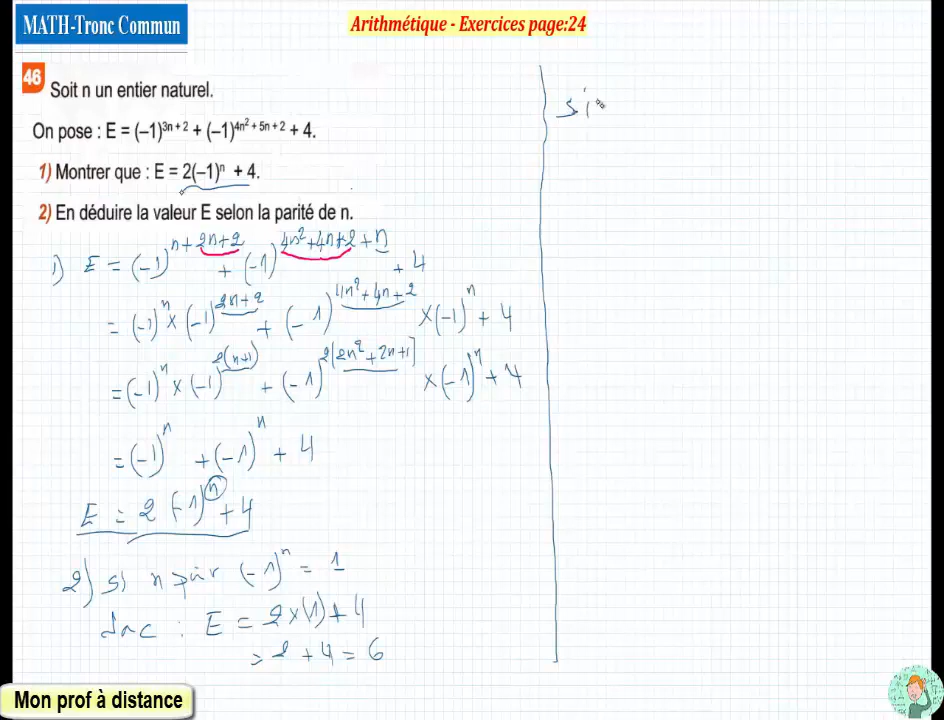 MATH-Tronc Commun
Arithmétique - Exercices page:24
46
Soit n un entier naturel.
On pose : E = (–1)³ⁿ⁺² + (–1)⁴ⁿ²⁺⁵ⁿ⁺² + 4.
1) Montrer que : E = 2(–1)ⁿ + 4.
2) En déduire la valeur E selon la parité de n.
1) E = (-1)^(n+2n+2) + (-1)^(4n²+4n+2+n) + 4
= (-1)^n × (-1)^(2n+2) + (-1)^(4n²+4n+2) × (-1)^n + 4
= (-1)^n × (-1)^(2(n+1)) + (-1)^(2[2n²+2n+1]) × (-1)^n + 4
= (-1)^n + (-1)^n + 4
E = 2 (-1)^n + 4
2) Si n pair (-1)^n = 1
donc : E = 2×(1) + 4
= 2 + 4 = 6
si
Mon prof à distance